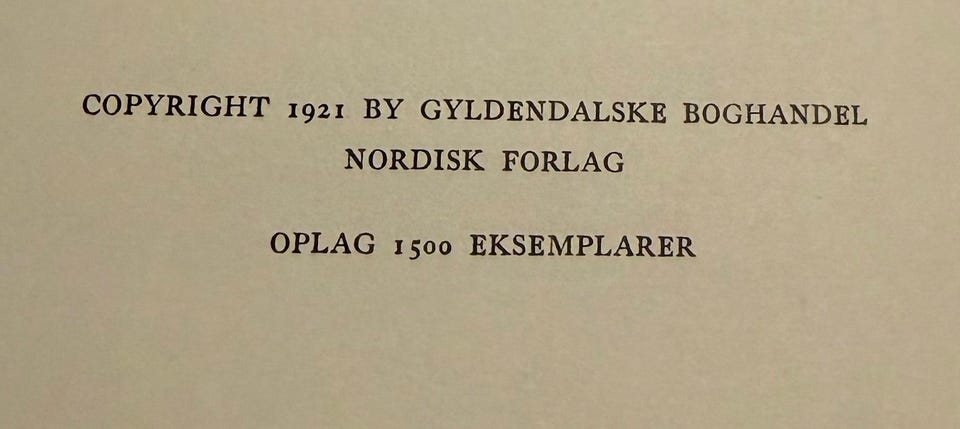 COPYRIGHT 1921 BY GYLDENDALSKE BOGHANDEL
NORDISK FORLAG
OPLAG 1500 EKSEMPLARER